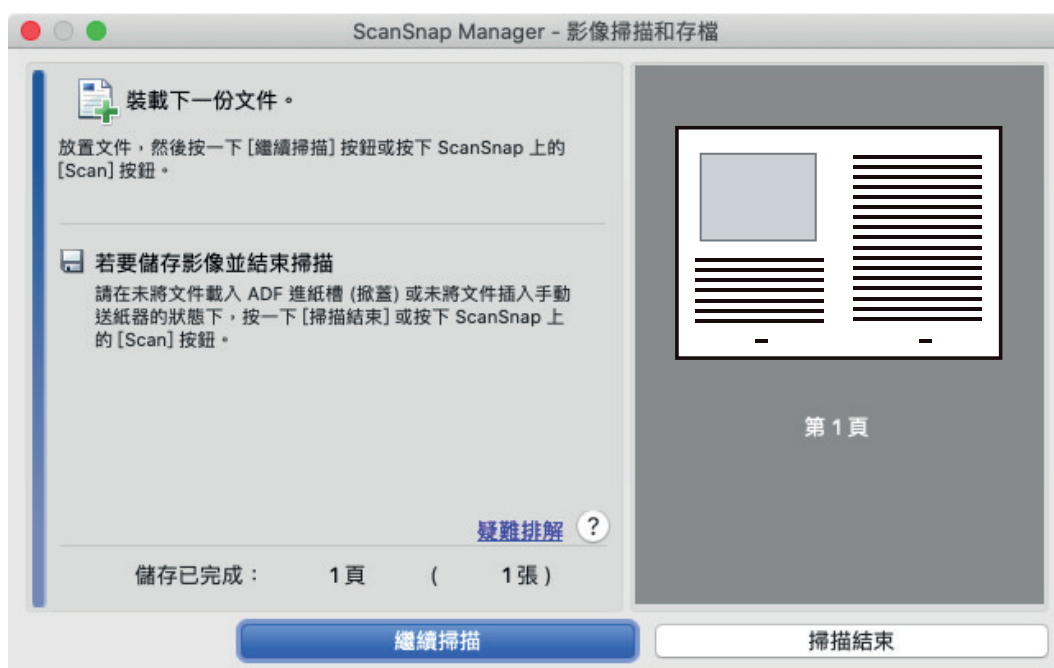 ScanSnap Manager - 影像掃描和存檔
裝載下一份文件。
放置文件，然後按一下 [繼續掃描] 按鈕或按下 ScanSnap 上的
[Scan] 按鈕。
若要儲存影像並結束掃描
請在未將文件載入 ADF 進紙槽 (掀蓋) 或未將文件插入手動
送紙器的狀態下，按一下 [掃描結束] 或按下 ScanSnap 上
的 [Scan] 按鈕。
第 1 頁
疑難排解 ?
儲存已完成： 1 頁 ( 1 張 )
繼續掃描 掃描結束